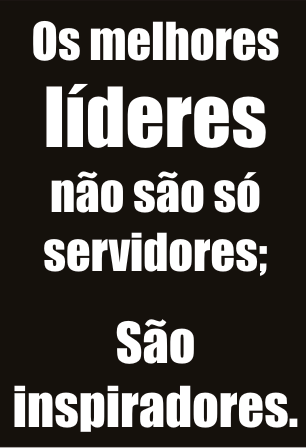 Os melhores
líderes
não são só
servidores;
São
inspiradores.